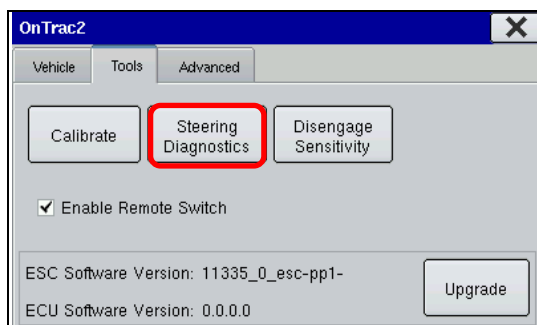 OnTrac2
Vehicle Tools Advanced
Calibrate Steering Diagnostics Disengage Sensitivity
Enable Remote Switch
ESC Software Version: 11335_0_esc-pp1-
Upgrade
ECU Software Version: 0.0.0.0